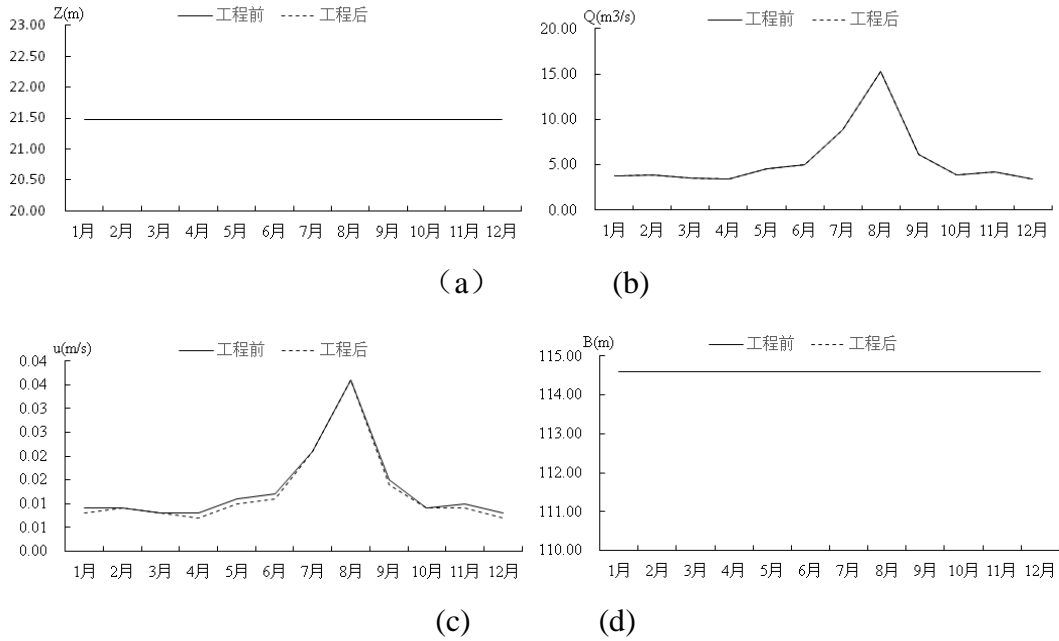 Z(m)
工程前 工程后
23.00
22.50
22.00
21.50
21.00
20.50
20.00
1月 2月 3月 4月 5月 6月 7月 8月 9月 10月 11月 12月
(a)
Q(m3/s)
工程前 工程后
20.00
15.00
10.00
5.00
0.00
1月 2月 3月 4月 5月 6月 7月 8月 9月 10月 11月 12月
(b)
u(m/s)
工程前 工程后
0.04
0.04
0.03
0.03
0.02
0.02
0.01
0.01
0.00
1月 2月 3月 4月 5月 6月 7月 8月 9月 10月 11月 12月
(c)
B(m)
工程前 工程后
115.00
114.00
113.00
112.00
111.00
110.00
1月 2月 3月 4月 5月 6月 7月 8月 9月 10月 11月 12月
(d)